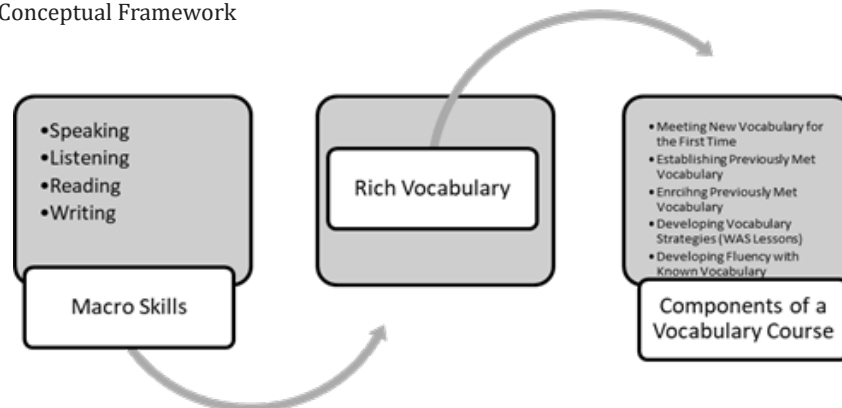 Conceptual Framework
•Speaking
•Listening
•Reading
•Writing
Macro Skills
Rich Vocabulary
•Meeting New Vocabulary for
the First Time
•Establishing Previously Met
Vocabulary
•Enrcihng Previously Met
Vocabulary
•Developing Vocabulary
Strategies (WAS Lessons)
•Developing Fluency with
Known Vocabulary
Components of a
Vocabulary Course